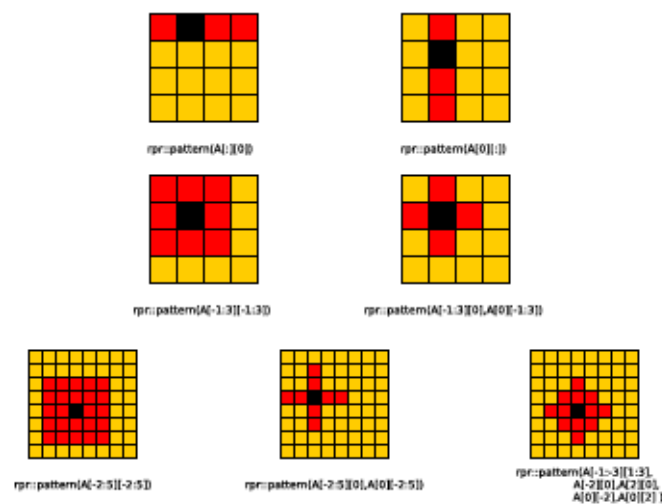 rpr::pattern(A[:][0])
rpr::pattern(A[0][:])
rpr::pattern(A[-1:3][-1:3])
rpr::pattern(A[-1:3][0],A[0][-1:3])
rpr::pattern(A[-2:5][-2:5])
rpr::pattern(A[-2:5][0],A[0][-2:5])
rpr::pattern(A[-1:-3][1:3],
A[-2][0],A[2][0],
A[0][-2],A[0][2] )